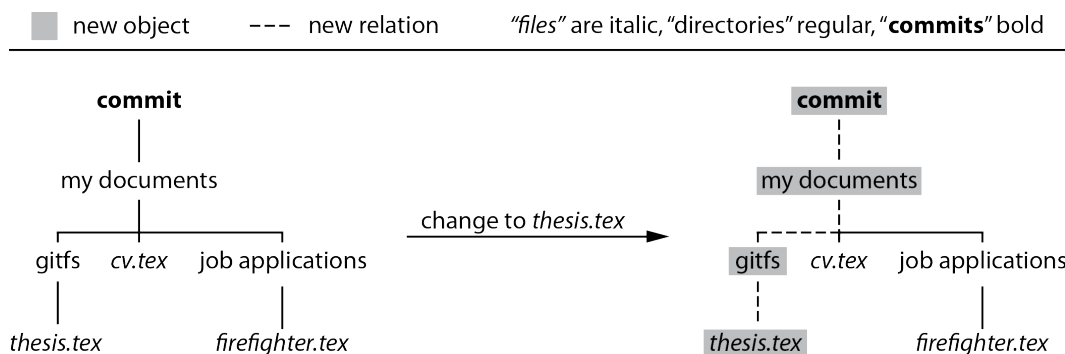 new object new relation “files” are italic, “directories” regular, “commits” bold
commit commit
my documents my documents
change to thesis.tex
gitfs cv.tex job applications gitfs cv.tex job applications
thesis.tex firefighter.tex thesis.tex firefighter.tex